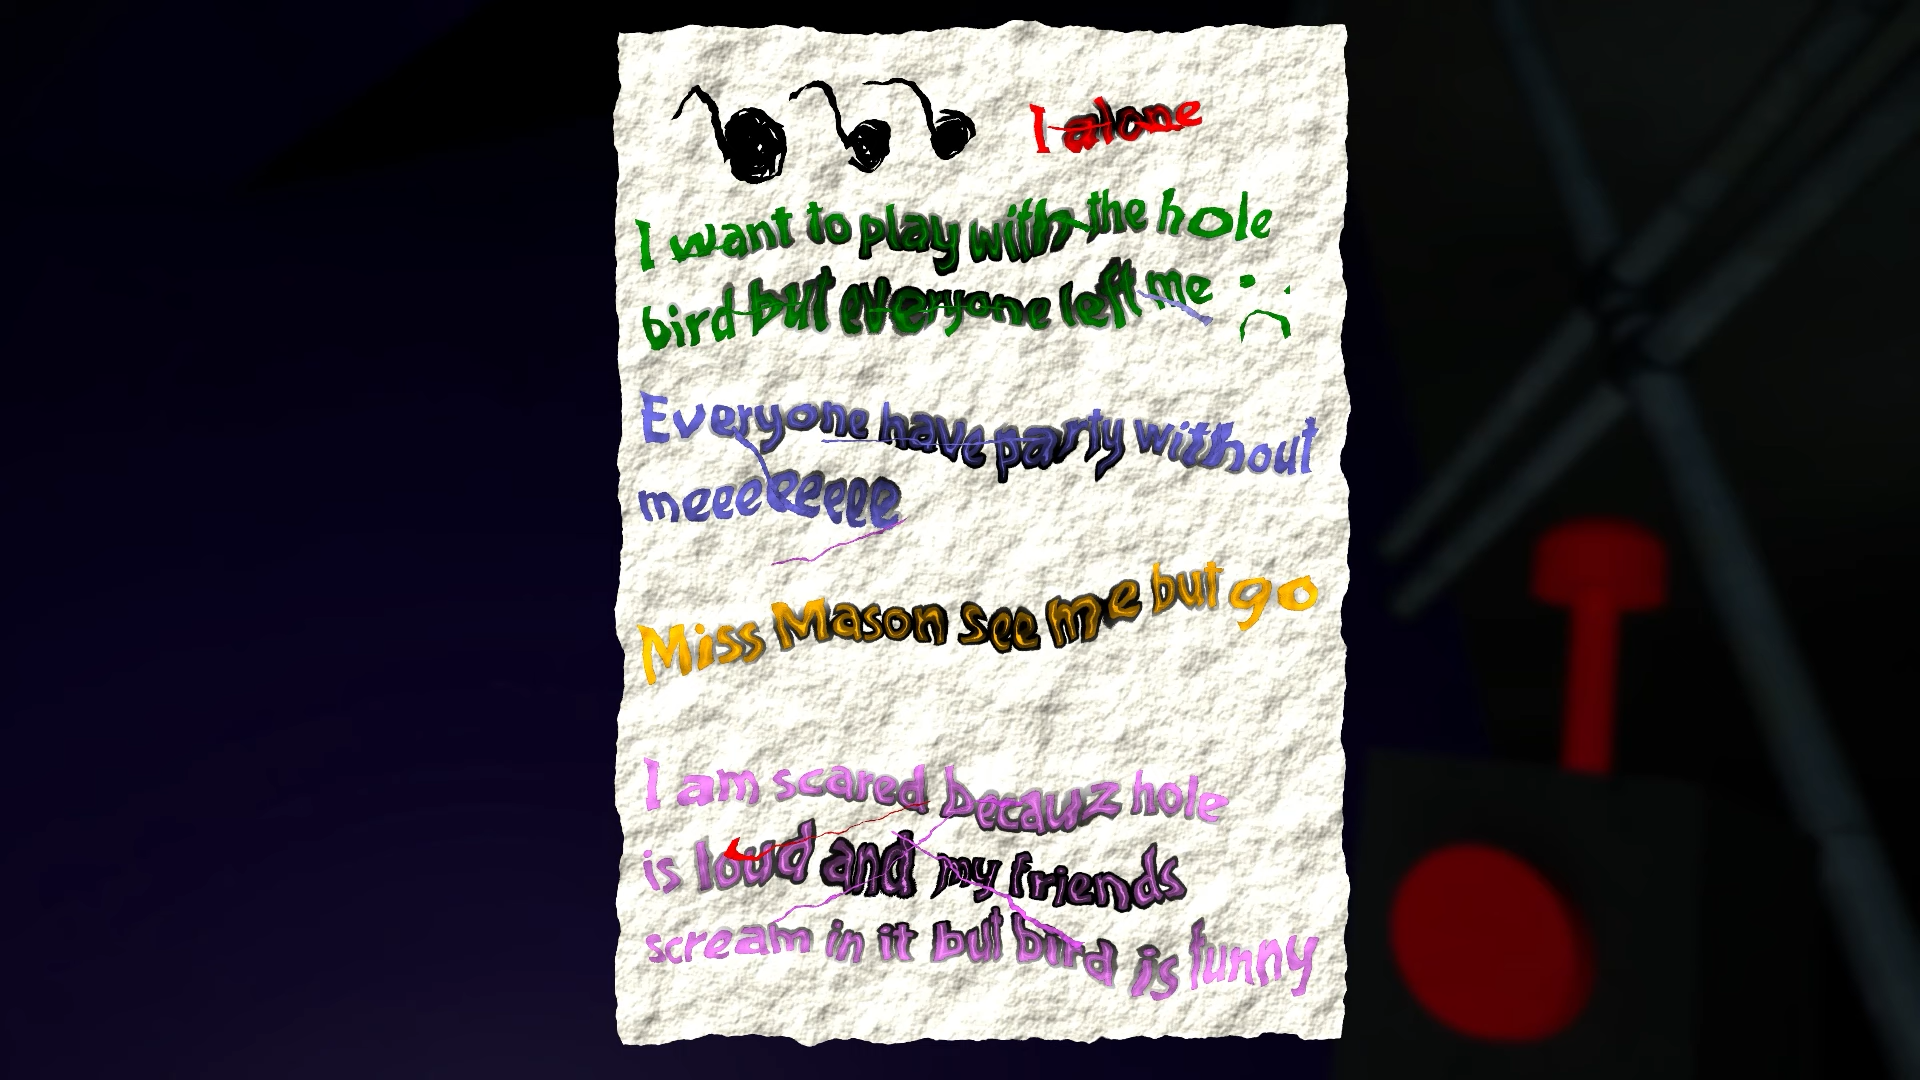 I alone
I want to play with the hole
bird but everyone left me :(
Everyone have party without
meeeeeeee
Miss Mason see me but go
I am scared becauz hole
is loud and my friends
scream in it but bird is funny